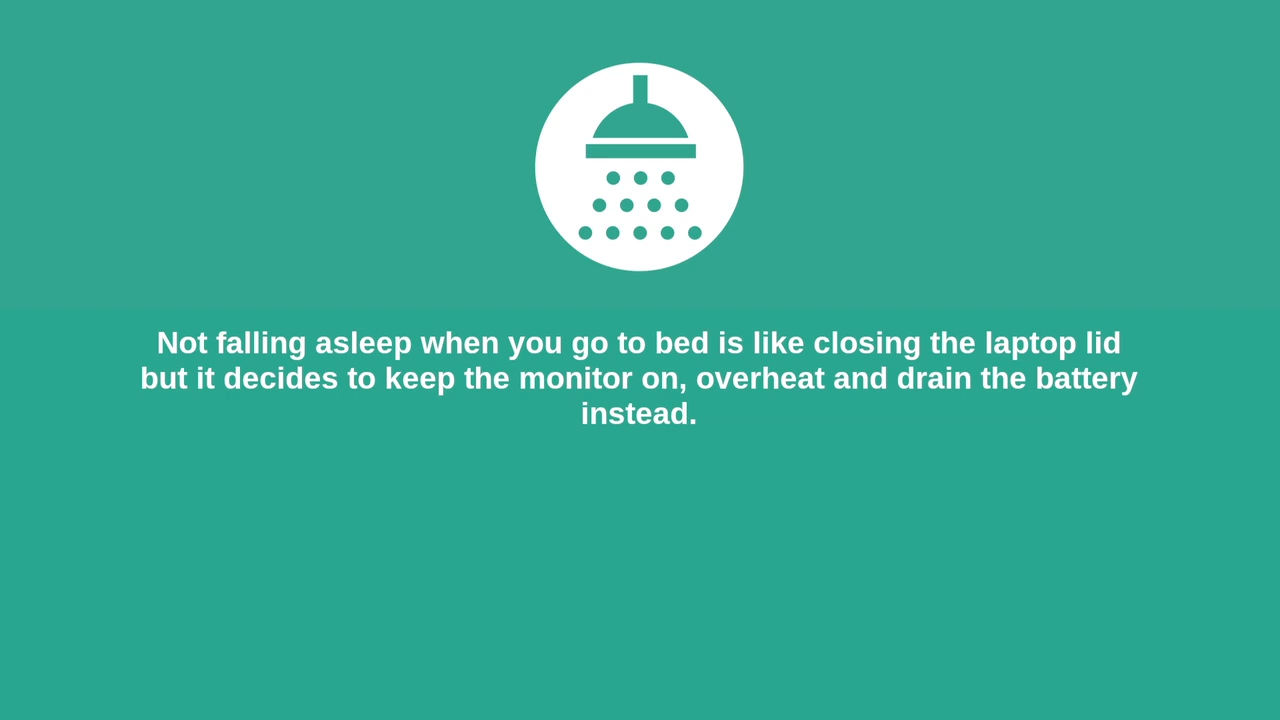 Not falling asleep when you go to bed is like closing the laptop lid
but it decides to keep the monitor on, overheat and drain the battery
instead.